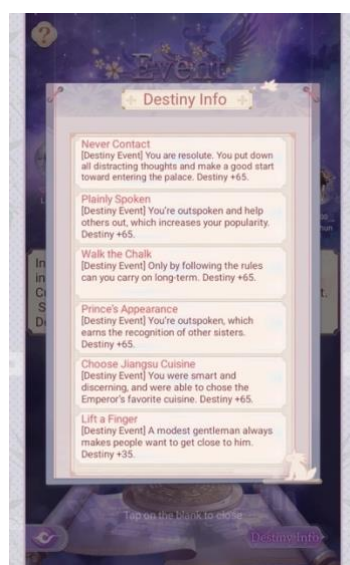 ?
Event
Destiny Info
Never Contact
[Destiny Event] You are resolute. You put down
all distracting thoughts and make a good start
toward entering the palace. Destiny +65.
Plainly Spoken
[Destiny Event] You're outspoken and help
others out, which increases your popularity.
Destiny +65.
Walk the Chalk
[Destiny Event] Only by following the rules
can you carry on long-term. Destiny +65.
Prince's Appearance
[Destiny Event] You're outspoken, which
earns the recognition of other sisters.
Destiny +65.
Choose Jiangsu Cuisine
[Destiny Event] You were smart and
discerning, and were able to chose the
Emperor's favorite cuisine. Destiny +65.
Lift a Finger
[Destiny Event] A modest gentleman always
makes people want to get close to him.
Destiny +35.
Tap on the blank to close
Destiny Info